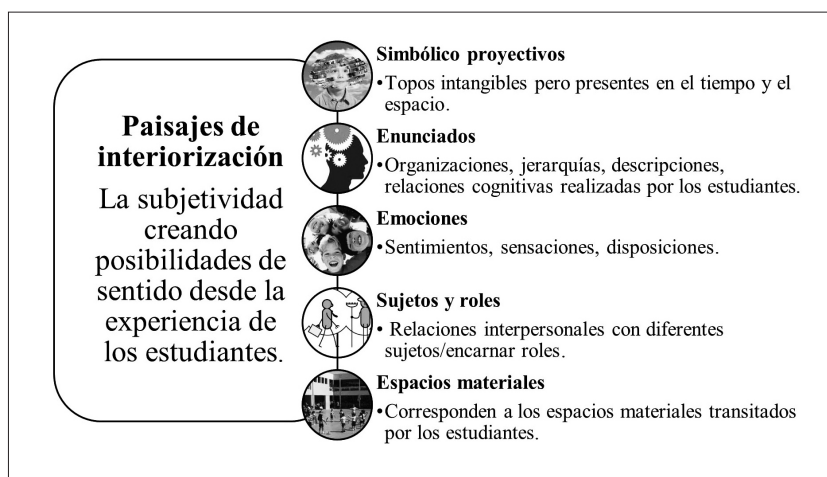 Paisajes de
interiorización
La subjetividad
creando
posibilidades de
sentido desde la
experiencia de
los estudiantes.
Simbólico proyectivos
•Topos intangibles pero presentes en el tiempo y el
espacio.
Enunciados
•Organizaciones, jerarquías, descripciones,
relaciones cognitivas realizadas por los estudiantes.
Emociones
•Sentimientos, sensaciones, disposiciones.
Sujetos y roles
• Relaciones interpersonales con diferentes
sujetos/encarnar roles.
Espacios materiales
•Corresponden a los espacios materiales transitados
por los estudiantes.